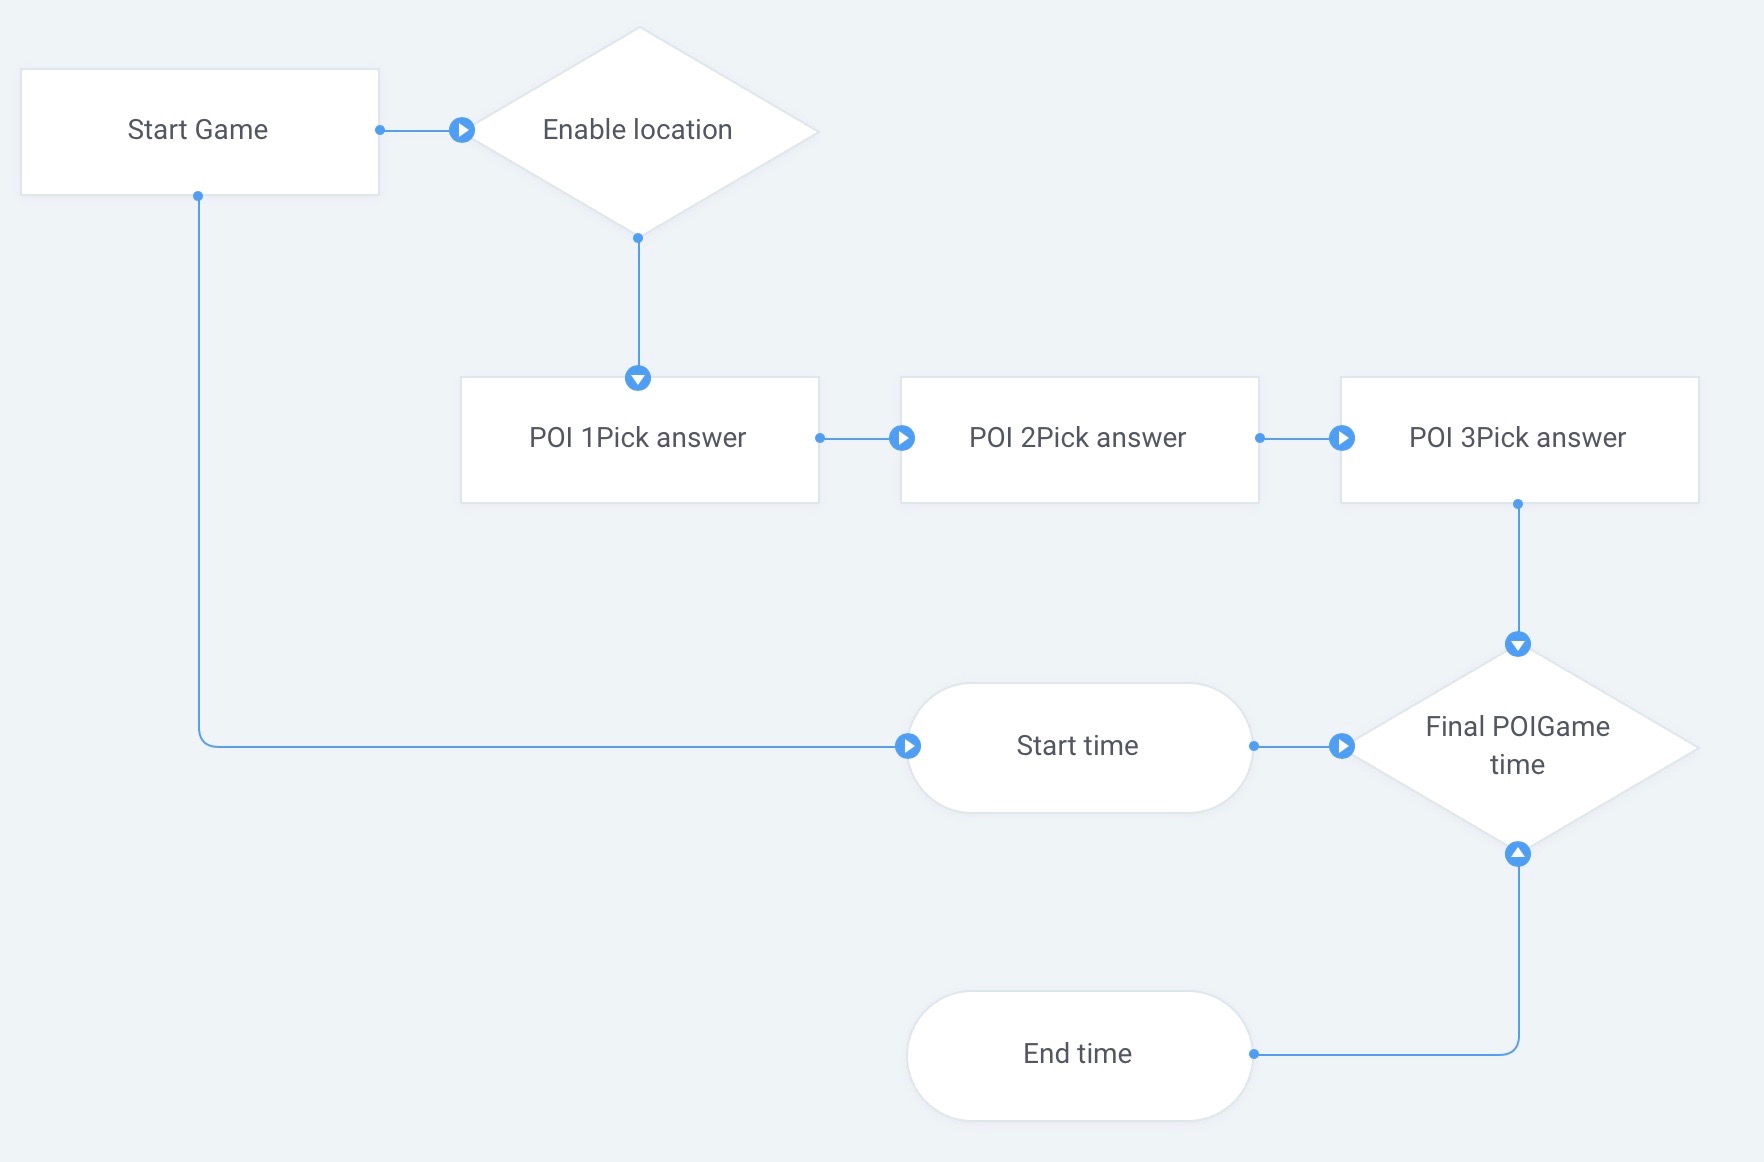 Start Game
Enable location
POI 1Pick answer
POI 2Pick answer
POI 3Pick answer
Start time
Final POIGame
time
End time